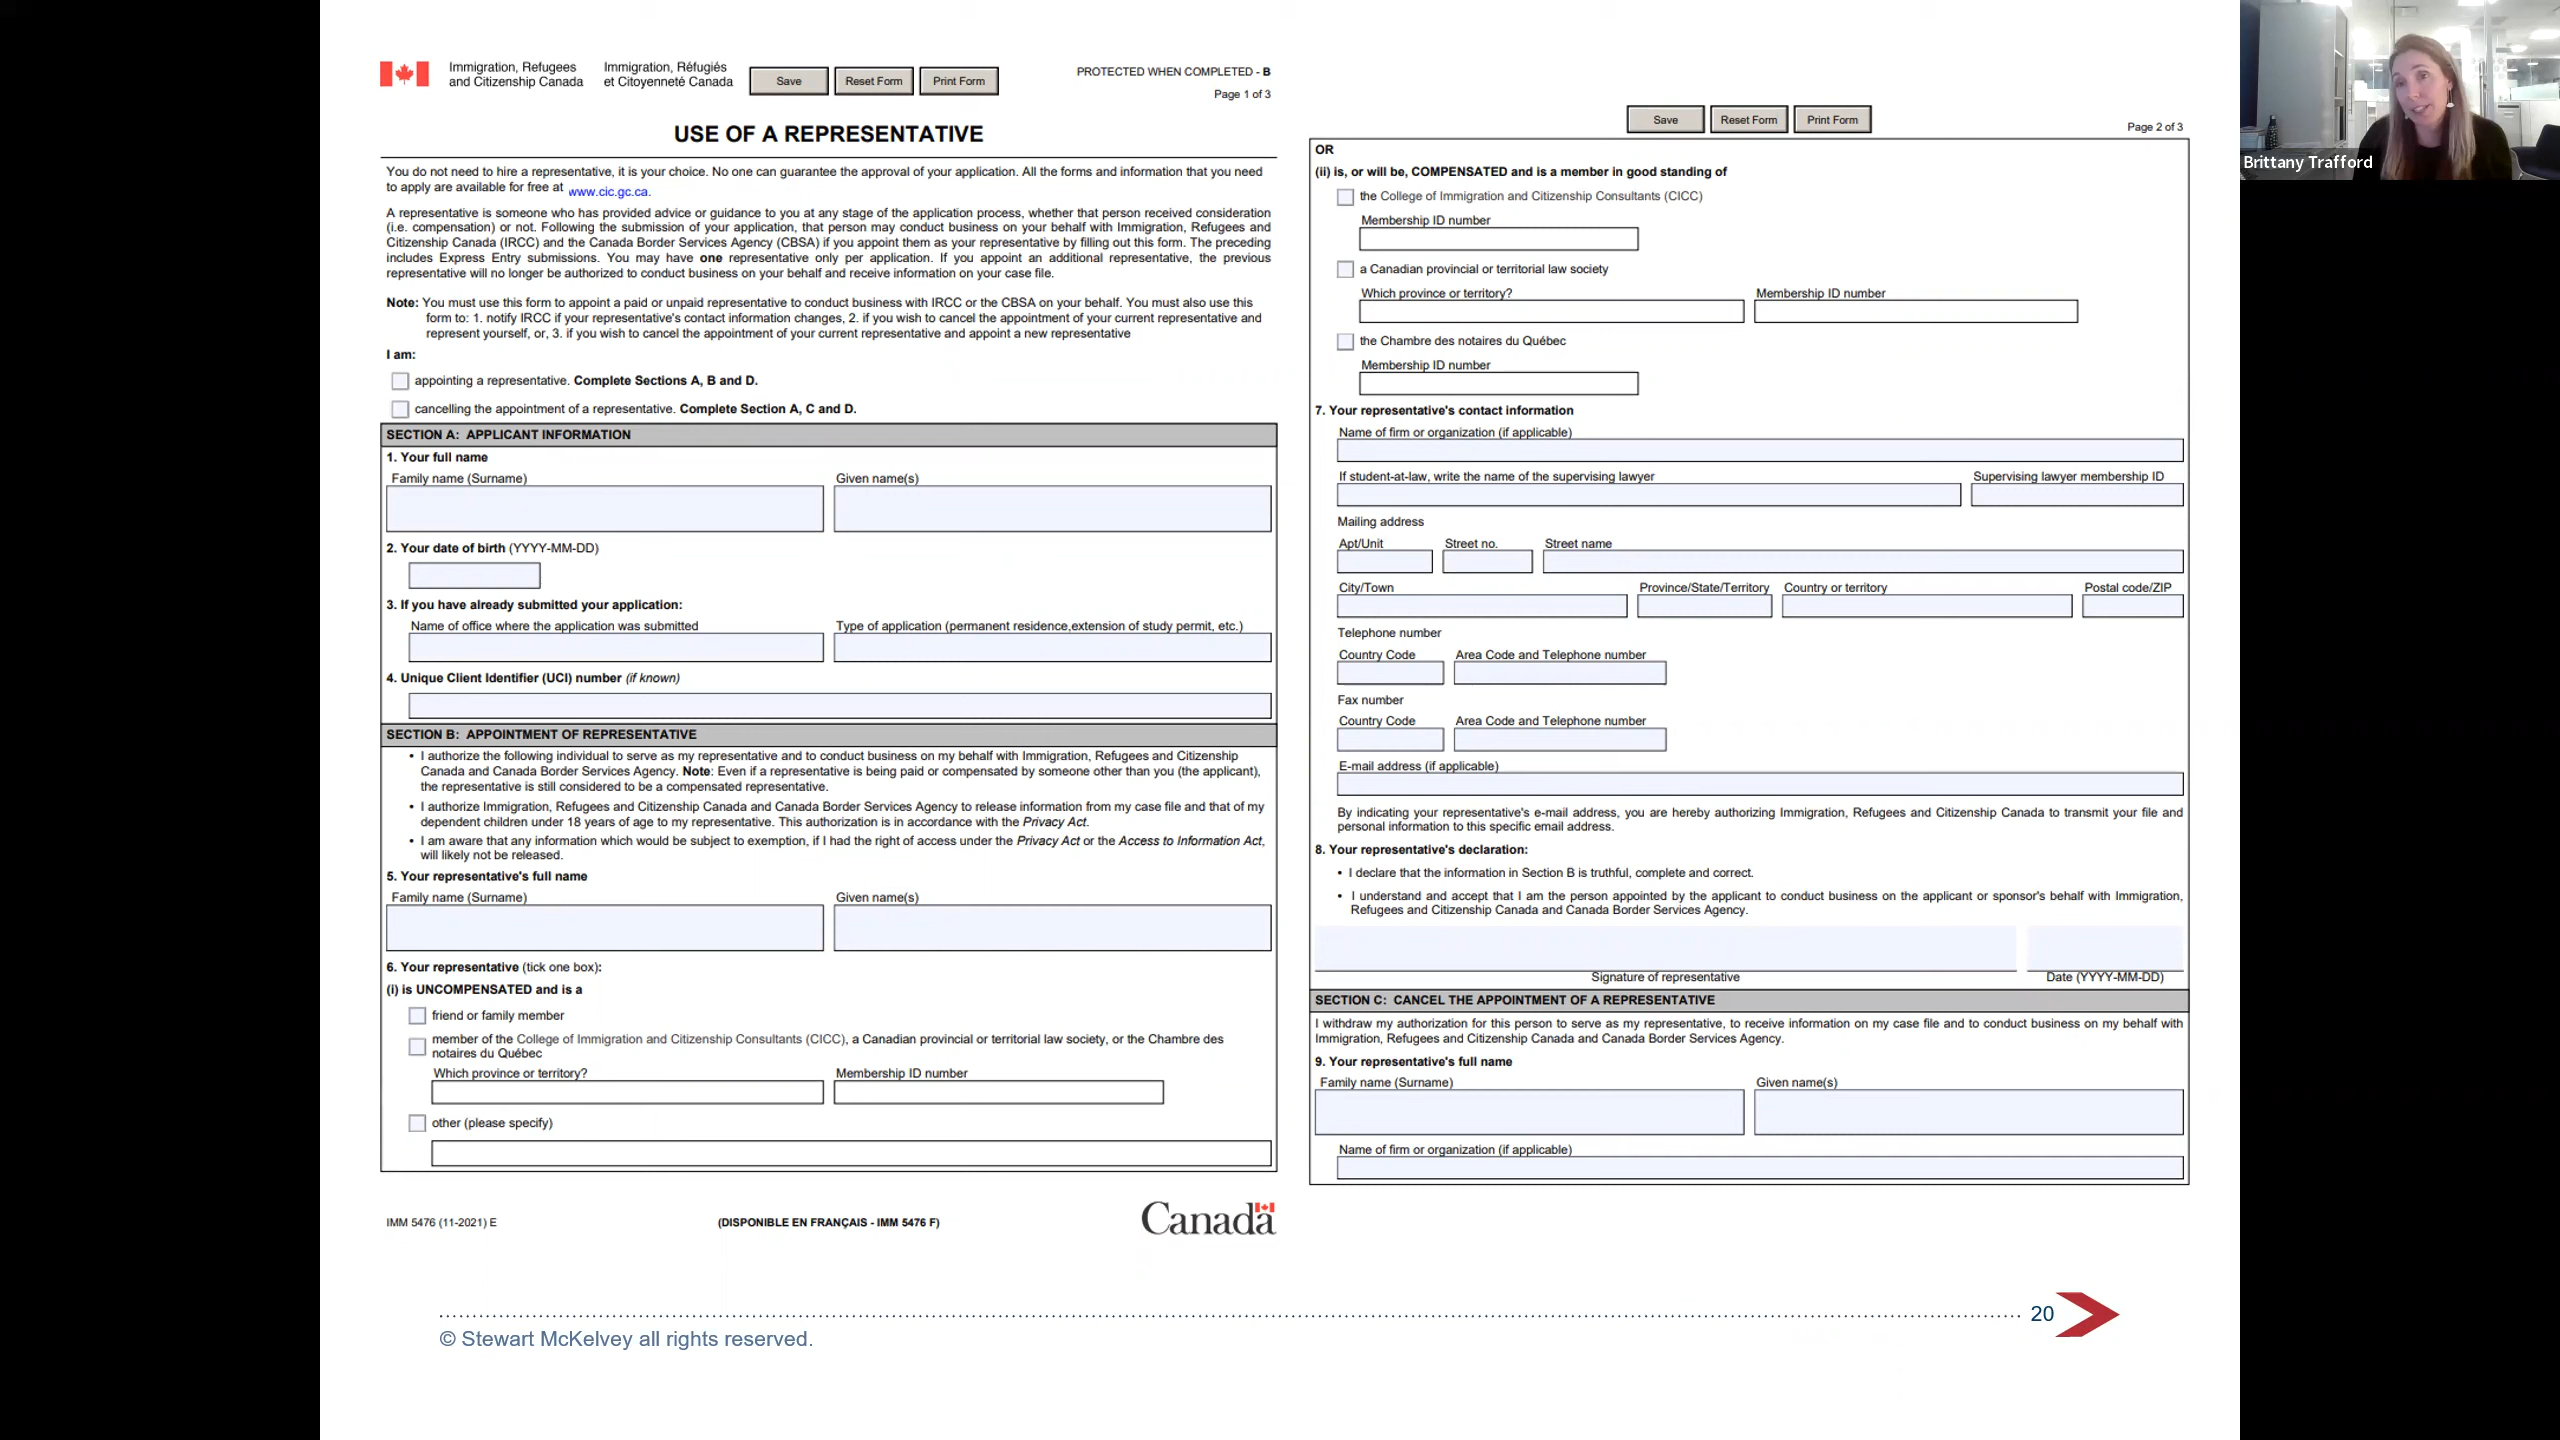 Immigration, Refugees
and Citizenship Canada
Immigration, Réfugiés
et Citoyenneté Canada
Save
Reset Form
Print Form
PROTECTED WHEN COMPLETED - B
Page 1 of 3
USE OF A REPRESENTATIVE
You do not need to hire a representative, it is your choice. No one can guarantee the approval of your application. All the forms and information that you need
to apply are available for free at www.cic.gc.ca.
A representative is someone who has provided advice or guidance to you at any stage of the application process, whether that person received consideration
(i.e. compensation) or not. Following the submission of your application, that person may conduct business on your behalf with Immigration, Refugees and
Citizenship Canada (IRCC) and the Canada Border Services Agency (CBSA) if you appoint them as your representative by filling out this form. The preceding
includes Express Entry submissions. You may have one representative only per application. If you appoint an additional representative, the previous
representative will no longer be authorized to conduct business on your behalf and receive information on your case file.
Note: You must use this form to appoint a paid or unpaid representative to conduct business with IRCC or the CBSA on your behalf. You must also use this
form to: 1. notify IRCC if your representative's contact information changes, 2. if you wish to cancel the appointment of your current representative and
represent yourself, or, 3. if you wish to cancel the appointment of your current representative and appoint a new representative
I am:
appointing a representative. Complete Sections A, B and D.
cancelling the appointment of a representative. Complete Section A, C and D.
SECTION A: APPLICANT INFORMATION
1. Your full name
Family name (Surname)
Given name(s)
2. Your date of birth (YYYY-MM-DD)
3. If you have already submitted your application:
Name of office where the application was submitted
Type of application (permanent residence,extension of study permit, etc.)
4. Unique Client Identifier (UCI) number (if known)
SECTION B: APPOINTMENT OF REPRESENTATIVE
• I authorize the following individual to serve as my representative and to conduct business on my behalf with Immigration, Refugees and Citizenship
Canada and Canada Border Services Agency. Note: Even if a representative is being paid or compensated by someone other than you (the applicant),
the representative is still considered to be a compensated representative.
• I authorize Immigration, Refugees and Citizenship Canada and Canada Border Services Agency to release information from my case file and that of my
dependent children under 18 years of age to my representative. This authorization is in accordance with the Privacy Act.
• I am aware that any information which would be subject to exemption, if I had the right of access under the Privacy Act or the Access to Information Act,
will likely not be released.
5. Your representative's full name
Family name (Surname)
Given name(s)
6. Your representative (tick one box):
(i) is UNCOMPENSATED and is a
friend or family member
member of the College of Immigration and Citizenship Consultants (CICC), a Canadian provincial or territorial law society, or the Chambre des
notaires du Québec
Which province or territory?
Membership ID number
other (please specify)
IMM 5476 (11-2021) E
(DISPONIBLE EN FRANÇAIS - IMM 5476 F)
Canada
Save
Reset Form
Print Form
Page 2 of 3
OR
(ii) is, or will be, COMPENSATED and is a member in good standing of
the College of Immigration and Citizenship Consultants (CICC)
Membership ID number
a Canadian provincial or territorial law society
Which province or territory?
Membership ID number
the Chambre des notaires du Québec
Membership ID number
7. Your representative's contact information
Name of firm or organization (if applicable)
If student-at-law, write the name of the supervising lawyer
Supervising lawyer membership ID
Mailing address
Apt/Unit
Street no.
Street name
City/Town
Province/State/Territory
Country or territory
Postal code/ZIP
Telephone number
Country Code
Area Code and Telephone number
Fax number
Country Code
Area Code and Telephone number
E-mail address (if applicable)
By indicating your representative's e-mail address, you are hereby authorizing Immigration, Refugees and Citizenship Canada to transmit your file and
personal information to this specific email address.
8. Your representative's declaration:
• I declare that the information in Section B is truthful, complete and correct.
• I understand and accept that I am the person appointed by the applicant to conduct business on the applicant or sponsor's behalf with Immigration,
Refugees and Citizenship Canada and Canada Border Services Agency.
Signature of representative
Date (YYYY-MM-DD)
SECTION C: CANCEL THE APPOINTMENT OF A REPRESENTATIVE
I withdraw my authorization for this person to serve as my representative, to receive information on my case file and to conduct business on my behalf with
Immigration, Refugees and Citizenship Canada and Canada Border Services Agency.
9. Your representative's full name
Family name (Surname)
Given name(s)
Name of firm or organization (if applicable)
20
© Stewart McKelvey all rights reserved.
Brittany Trafford